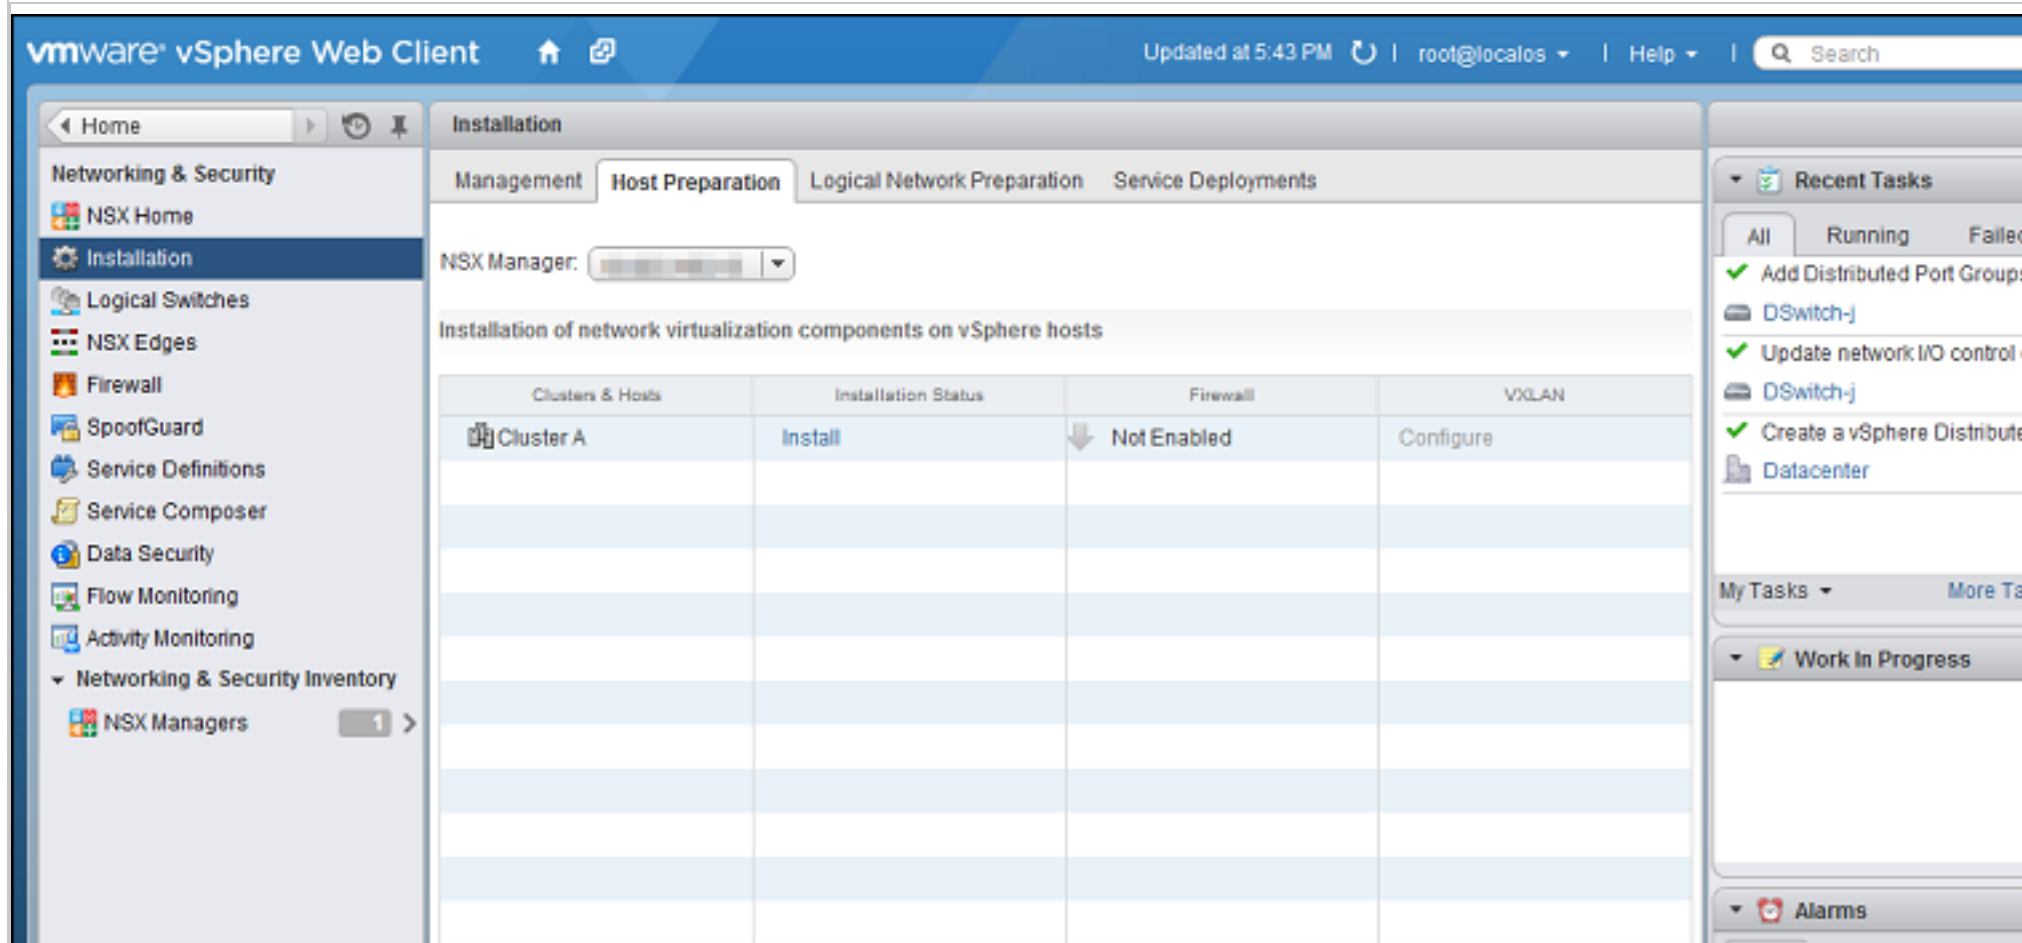 vmware® vSphere Web Client
Updated at 5:43 PM | root@localos | Help | Search
Home
Networking & Security
NSX Home
Installation
Logical Switches
NSX Edges
Firewall
SpoofGuard
Service Definitions
Service Composer
Data Security
Flow Monitoring
Activity Monitoring
Networking & Security Inventory
NSX Managers 1
Installation
Management Host Preparation Logical Network Preparation Service Deployments
NSX Manager:
Installation of network virtualization components on vSphere hosts
Clusters & Hosts Installation Status Firewall VXLAN
Cluster A Install Not Enabled Configure
Recent Tasks
All Running Failed
Add Distributed Port Groups
DSwitch-j
Update network I/O control
DSwitch-j
Create a vSphere Distribute
Datacenter
My Tasks More Ta
Work In Progress
Alarms